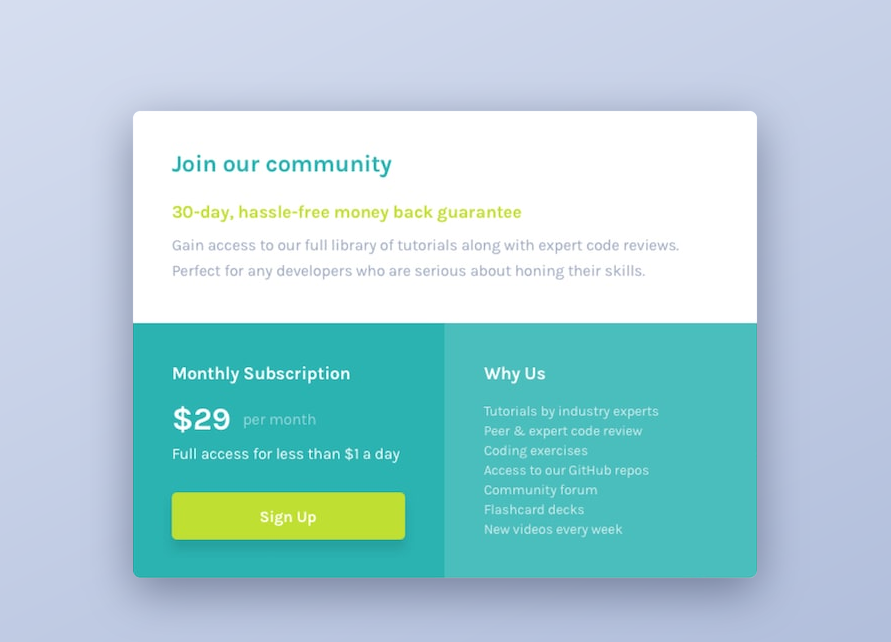 Join our community
30-day, hassle-free money back guarantee
Gain access to our full library of tutorials along with expert code reviews.
Perfect for any developers who are serious about honing their skills.
Monthly Subscription
$29 per month
Full access for less than $1 a day
Sign Up
Why Us
Tutorials by industry experts
Peer & expert code review
Coding exercises
Access to our GitHub repos
Community forum
Flashcard decks
New videos every week